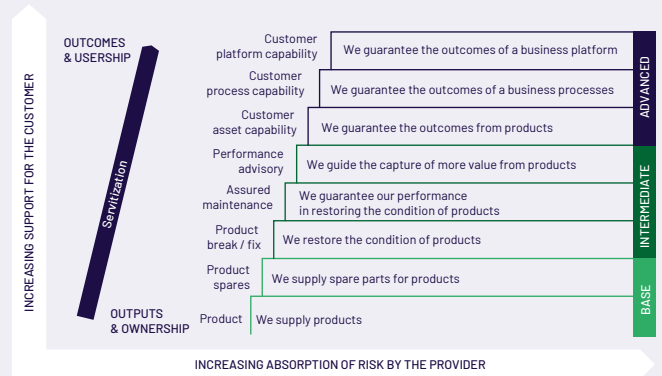 INCREASING SUPPORT FOR THE CUSTOMER
OUTCOMES
& USERSHIP
Servitization
OUTPUTS
& OWNERSHIP
Customer
platform capability
We guarantee the outcomes of a business platform
Customer
process capability
We guarantee the outcomes of a business processes
Customer
asset capability
We guarantee the outcomes from products
ADVANCED
Performance
advisory
We guide the capture of more value from products
Assured
maintenance
We guarantee our performance
in restoring the condition of products
Product
break / fix
We restore the condition of products
INTERMEDIATE
Product
spares
We supply spare parts for products
Product
We supply products
BASE
INCREASING ABSORPTION OF RISK BY THE PROVIDER